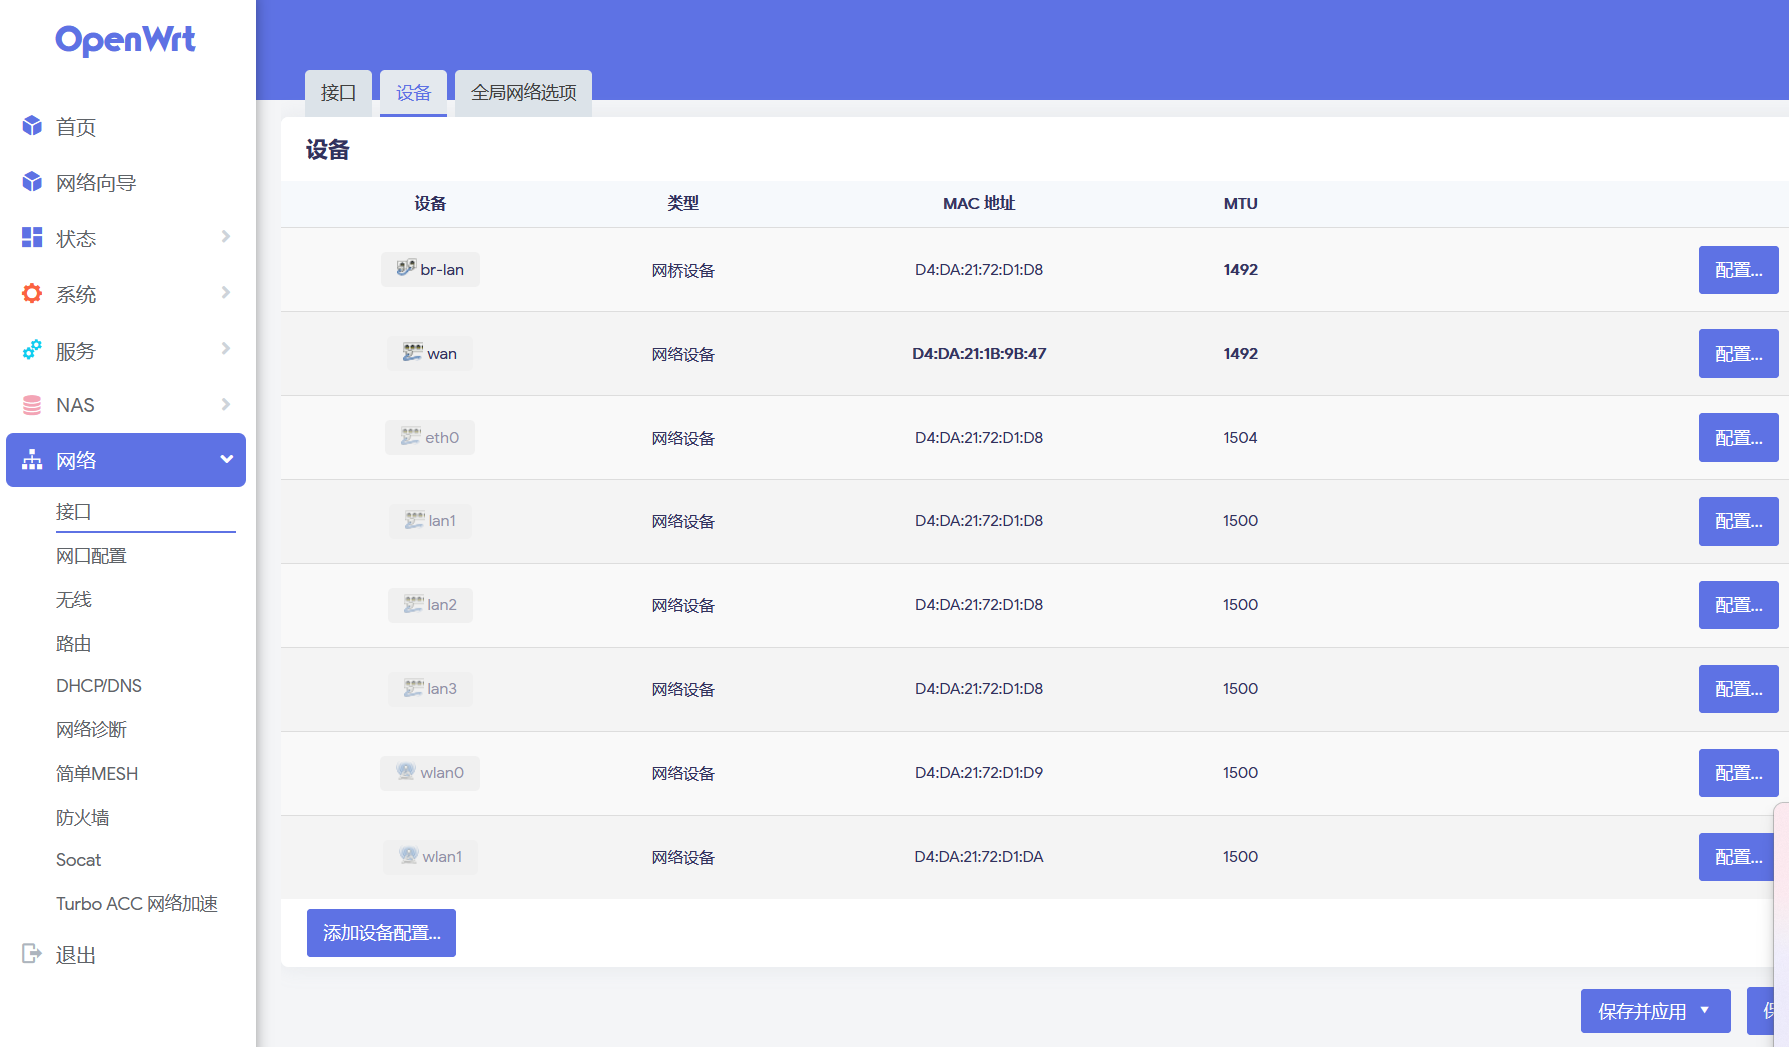 OpenWrt
首页
网络向导
状态
系统
服务
NAS
网络
接口
网口配置
无线
路由
DHCP/DNS
网络诊断
简单MESH
防火墙
Socat
Turbo ACC 网络加速
退出
接口 设备 全局网络选项
设备
设备 类型 MAC 地址 MTU
br-lan 网桥设备 D4:DA:21:72:D1:D8 1492 配置...
wan 网络设备 D4:DA:21:1B:9B:47 1492 配置...
eth0 网络设备 D4:DA:21:72:D1:D8 1504 配置...
lan1 网络设备 D4:DA:21:72:D1:D8 1500 配置...
lan2 网络设备 D4:DA:21:72:D1:D8 1500 配置...
lan3 网络设备 D4:DA:21:72:D1:D8 1500 配置...
wlan0 网络设备 D4:DA:21:72:D1:D9 1500 配置...
wlan1 网络设备 D4:DA:21:72:D1:DA 1500 配置...
添加设备配置...
保存并应用